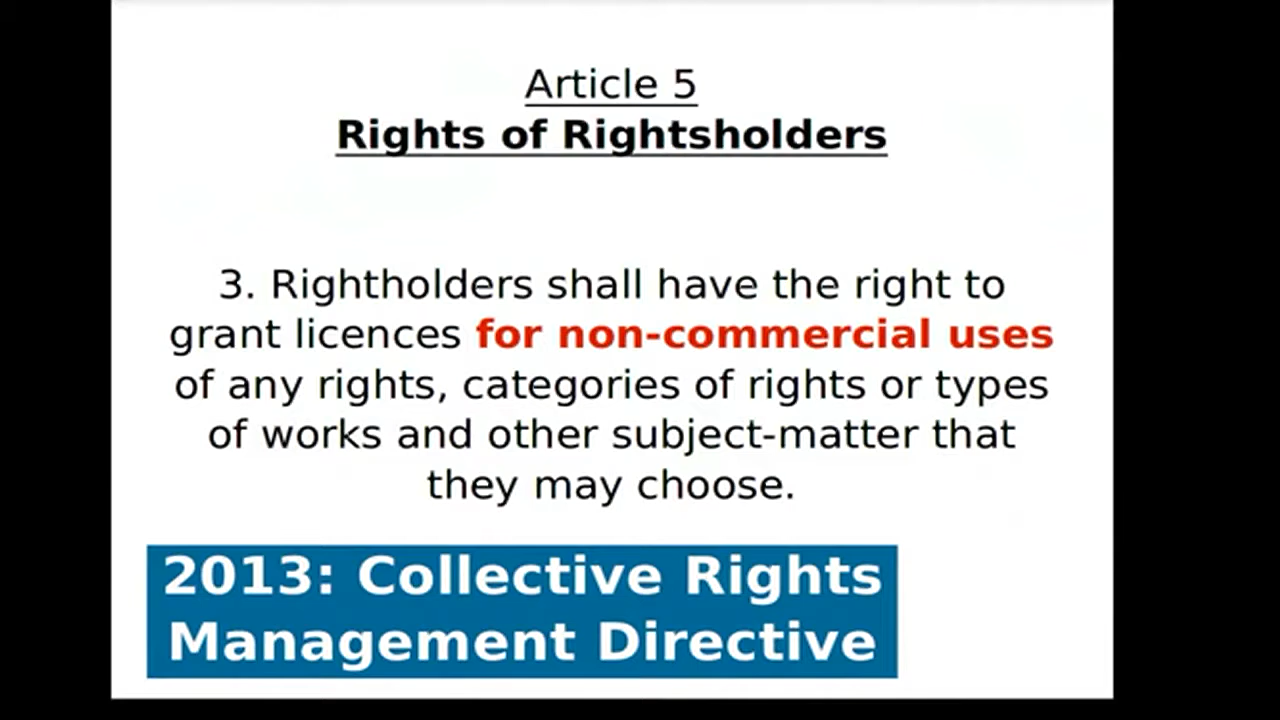 Article 5
Rights of Rightsholders
3. Rightholders shall have the right to
grant licences for non-commercial uses
of any rights, categories of rights or types
of works and other subject-matter that
they may choose.
2013: Collective Rights
Management Directive